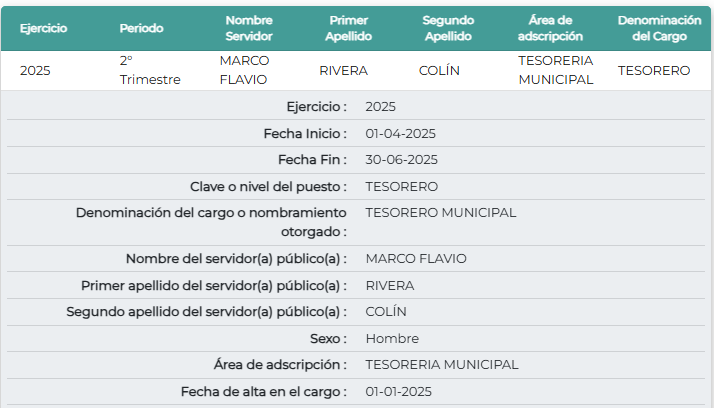 Ejercicio Periodo Nombre Servidor Primer Apellido Segundo Apellido Área de adscripción Denominación del Cargo
2025 2° Trimestre MARCO FLAVIO RIVERA COLÍN TESORERIA MUNICIPAL TESORERO
Ejercicio : 2025
Fecha Inicio : 01-04-2025
Fecha Fin : 30-06-2025
Clave o nivel del puesto : TESORERO
Denominación del cargo o nombramiento otorgado : TESORERO MUNICIPAL
Nombre del servidor(a) público(a) : MARCO FLAVIO
Primer apellido del servidor(a) público(a) : RIVERA
Segundo apellido del servidor(a) público(a) : COLÍN
Sexo : Hombre
Área de adscripción : TESORERIA MUNICIPAL
Fecha de alta en el cargo : 01-01-2025